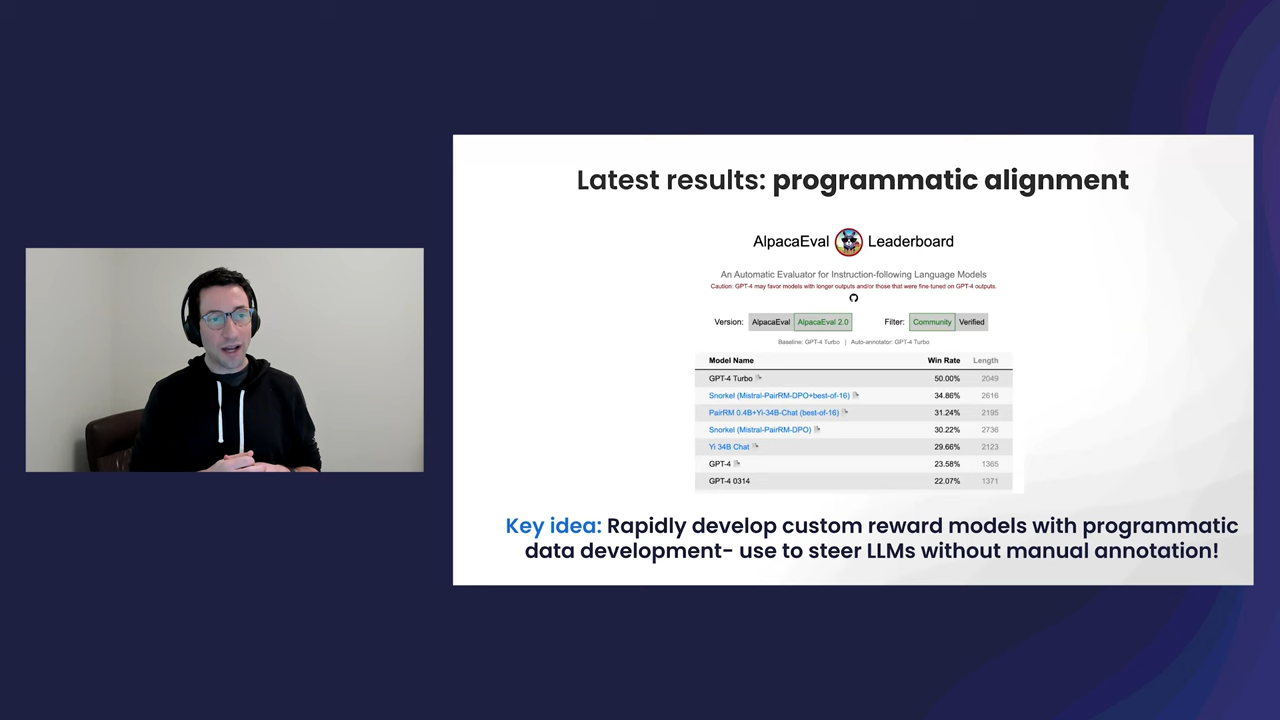 Latest results: programmatic alignment
AlpacaEval Leaderboard
An Automatic Evaluator for Instruction-following Language Models
Caution: GPT-4 may favor models with longer outputs and/or those that were fine-tuned on GPT-4 outputs.
Version: AlpacaEval AlpacaEval 2.0 Filter: Community Verified
Baseline: GPT-4 Turbo | Auto-annotator: GPT-4 Turbo
Model Name Win Rate Length
GPT-4 Turbo 50.00% 2049
Snorkel (Mistral-PairRM-DPO+best-of-16) 34.86% 2616
PairRM 0.4B+Yi-34B-Chat (best-of-16) 31.24% 2195
Snorkel (Mistral-PairRM-DPO) 30.22% 2736
Yi 34B Chat 29.66% 2123
GPT-4 23.58% 1365
GPT-4 0314 22.07% 1371
Key idea: Rapidly develop custom reward models with programmatic
data development- use to steer LLMs without manual annotation!